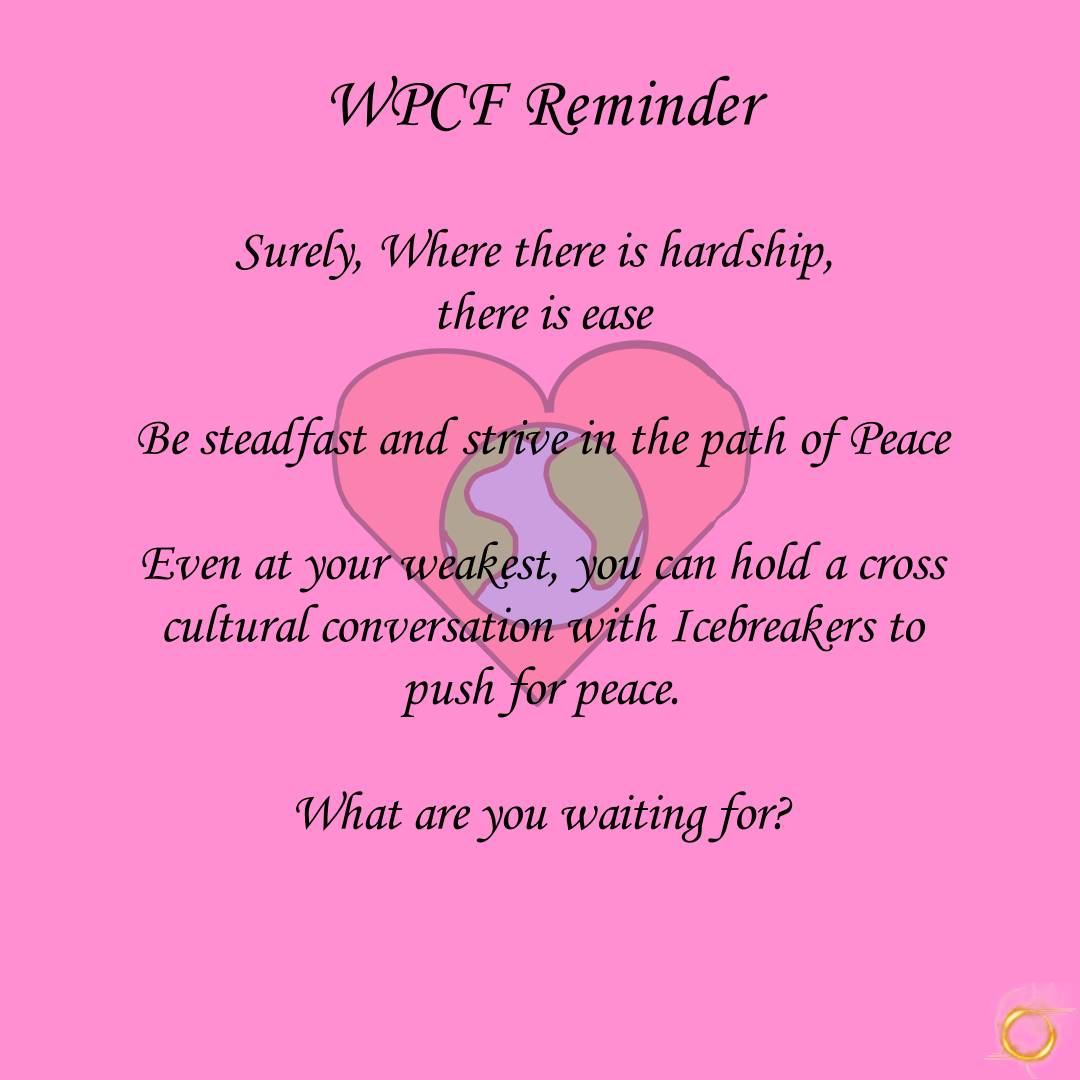 WPCF Reminder
Surely, Where there is hardship,
there is ease
Be steadfast and strive in the path of Peace
Even at your weakest, you can hold a cross
cultural conversation with Icebreakers to
push for peace.
What are you waiting for?